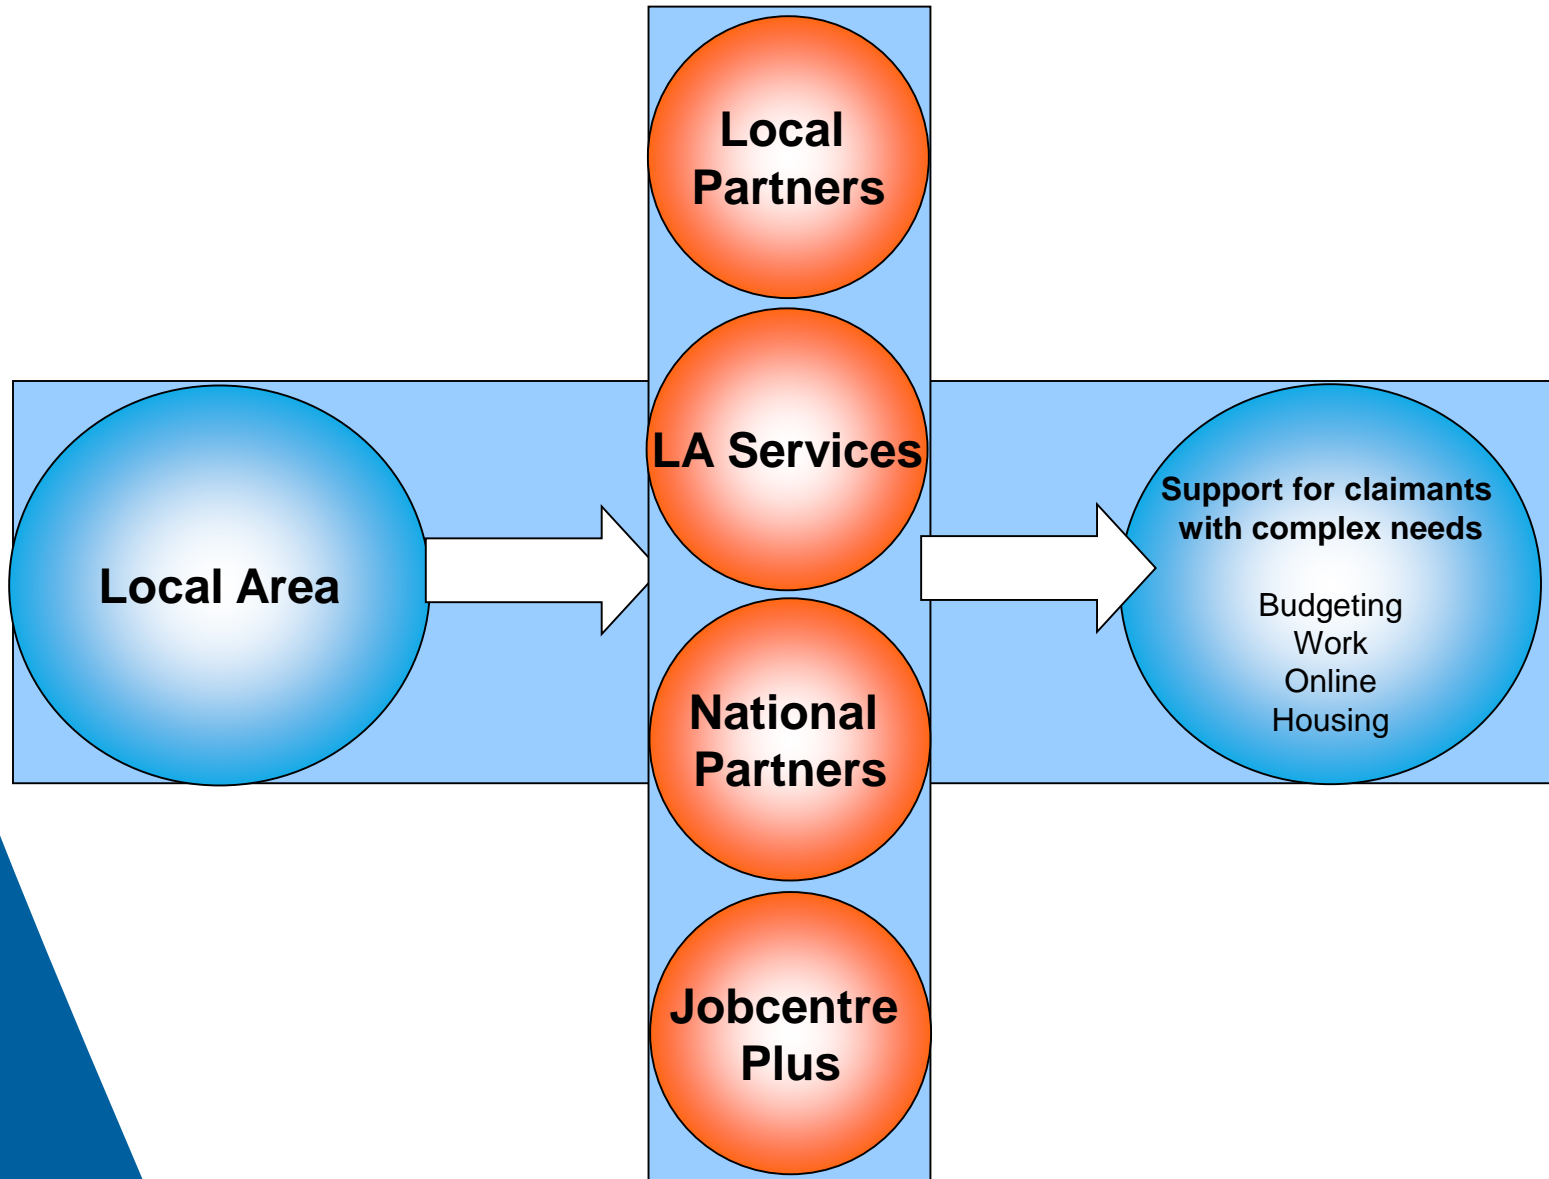 Local
Partners
LA Services
Local Area
Support for claimants
with complex needs
Budgeting
Work
Online
Housing
National
Partners
Jobcentre
Plus